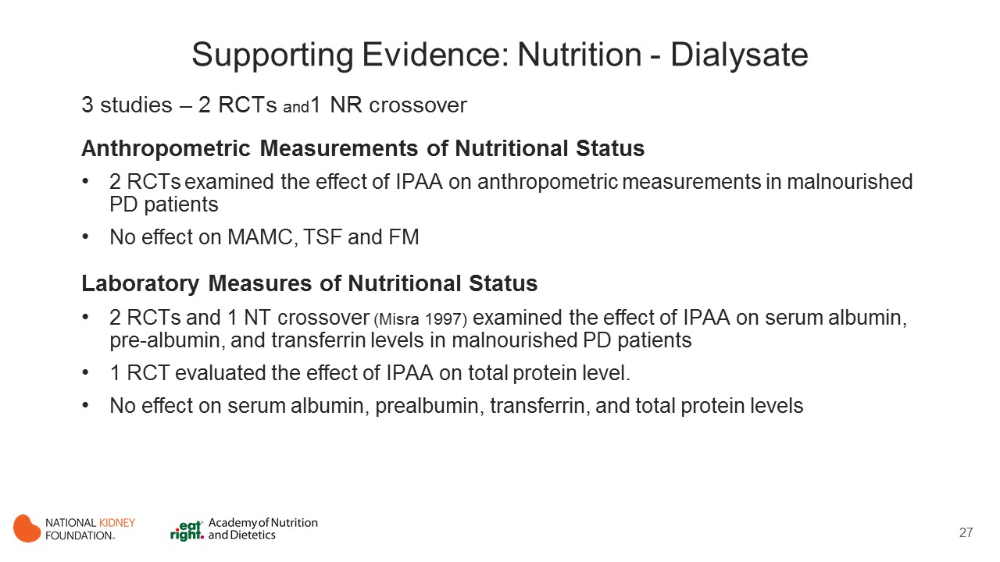 Supporting Evidence: Nutrition - Dialysate
3 studies – 2 RCTs and1 NR crossover
Anthropometric Measurements of Nutritional Status
• 2 RCTs examined the effect of IPAA on anthropometric measurements in malnourished
PD patients
• No effect on MAMC, TSF and FM
Laboratory Measures of Nutritional Status
• 2 RCTs and 1 NT crossover (Misra 1997) examined the effect of IPAA on serum albumin,
pre-albumin, and transferrin levels in malnourished PD patients
• 1 RCT evaluated the effect of IPAA on total protein level.
• No effect on serum albumin, prealbumin, transferrin, and total protein levels
NATIONAL KIDNEY
FOUNDATION®
eat
right.
Academy of Nutrition
and Dietetics
27